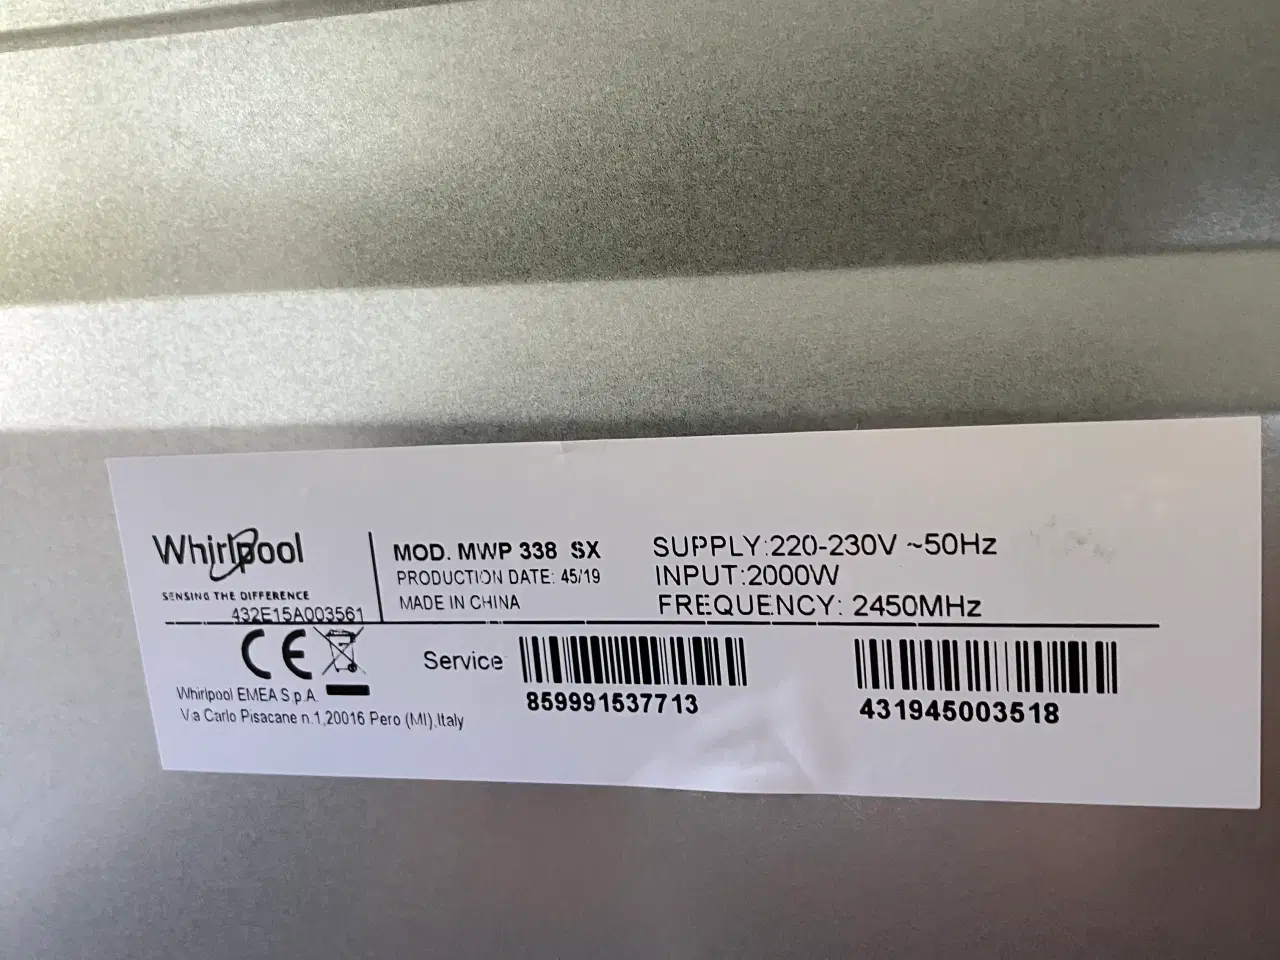 Whirlpool
SENSING THE DIFFERENCE
432E15A003561
MOD. MWP 338 SX
PRODUCTION DATE: 45/19
MADE IN CHINA
SUPPLY:220-230V ~50Hz
INPUT:2000W
FREQUENCY: 2450MHz
CE
Whirlpool EMEA S.p.A.
Via Carlo Pisacane n.1,20016 Pero (MI),Italy
Service
859991537713
431945003518